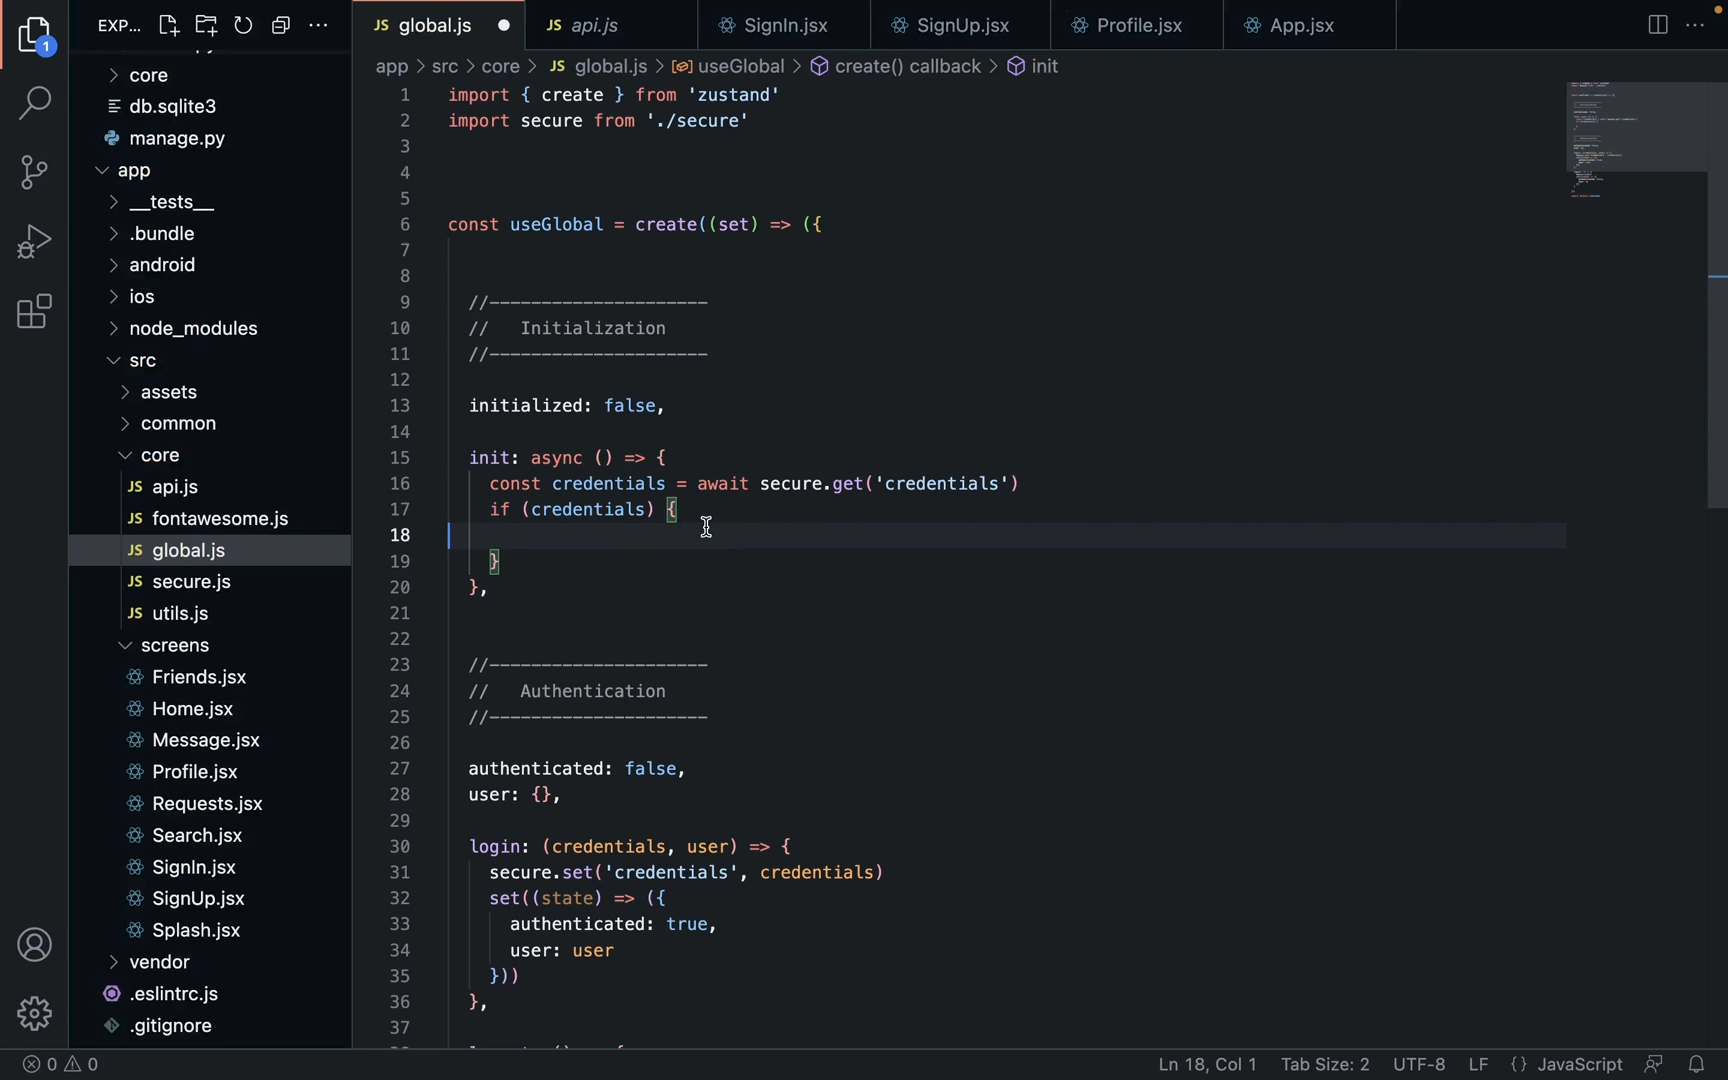 EXP...
JS global.js
JS api.js
SignIn.jsx
SignUp.jsx
Profile.jsx
App.jsx
1
app > src > core > JS global.js > useGlobal > create() callback > init
core
db.sqlite3
manage.py
app
__tests__
.bundle
android
ios
node_modules
src
assets
common
core
JS api.js
JS fontawesome.js
JS global.js
JS secure.js
JS utils.js
screens
Friends.jsx
Home.jsx
Message.jsx
Profile.jsx
Requests.jsx
Search.jsx
SignIn.jsx
SignUp.jsx
Splash.jsx
vendor
.eslintrc.js
.gitignore
1 import { create } from 'zustand'
2 import secure from './secure'
3
4
5
6 const useGlobal = create((set) => ({
7
8
9 //---------------------
10 //   Initialization
11 //---------------------
12
13 initialized: false,
14
15 init: async () => {
16 const credentials = await secure.get('credentials')
17 if (credentials) {
18
19 }
20 },
21
22
23 //---------------------
24 //   Authentication
25 //---------------------
26
27 authenticated: false,
28 user: {},
29
30 login: (credentials, user) => {
31 secure.set('credentials', credentials)
32 set((state) => ({
33 authenticated: true,
34 user: user
35 }))
36 },
37
0 0
Ln 18, Col 1
Tab Size: 2
UTF-8
LF
{} JavaScript